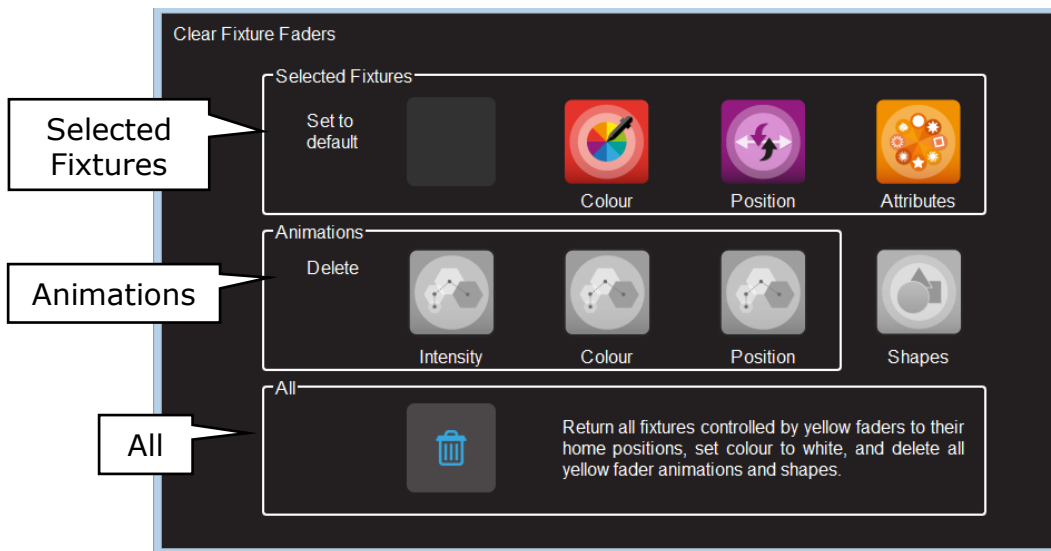 Clear Fixture Faders
Selected Fixtures
Selected
Fixtures
Set to
default
Colour
Position
Attributes
Animations
Animations
Delete
Intensity
Colour
Position
Shapes
All
All
Return all fixtures controlled by yellow faders to their
home positions, set colour to white, and delete all
yellow fader animations and shapes.